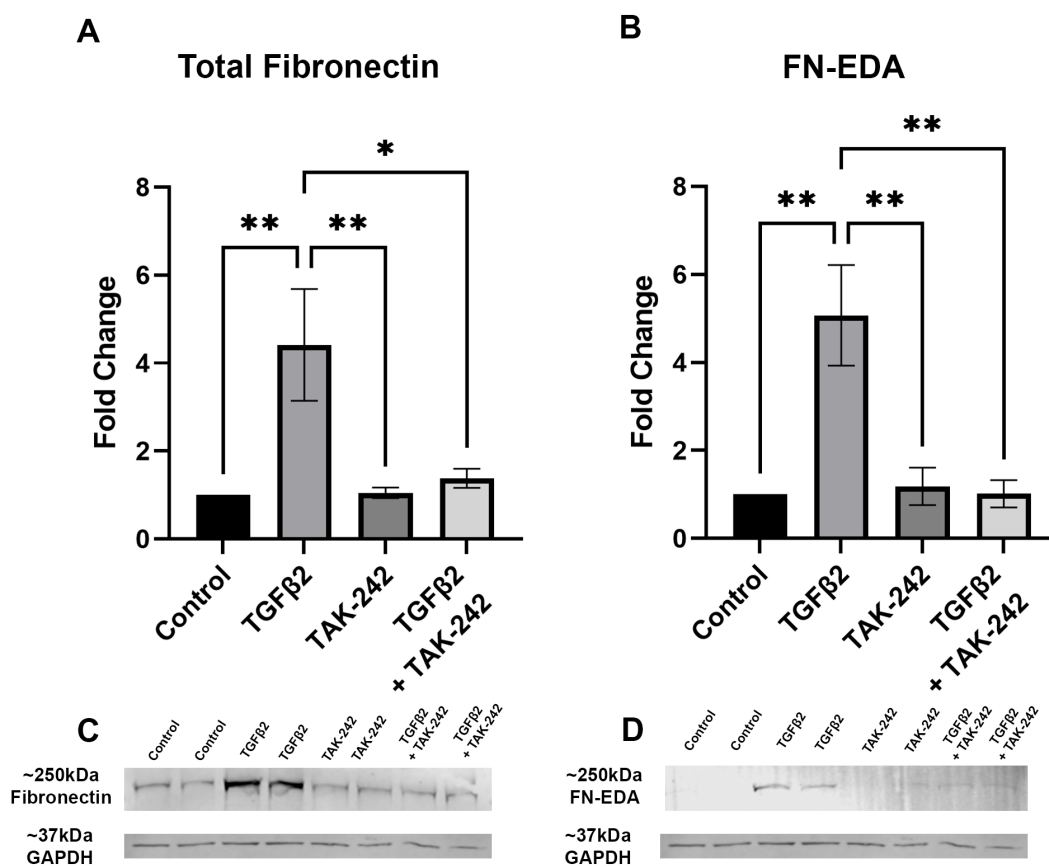 A
Total Fibronectin
Fold Change
8
6
4
2
0
**
**
*
Control
TGFβ2
TAK-242
TGFβ2
+ TAK-242
B
FN-EDA
Fold Change
8
6
4
2
0
**
**
**
Control
TGFβ2
TAK-242
TGFβ2
+ TAK-242
C
Control
Control
TGFβ2
TGFβ2
TAK-242
TAK-242
TGFβ2
+ TAK-242
TGFβ2
+ TAK-242
~250kDa
Fibronectin
~37kDa
GAPDH
D
Control
Control
TGFβ2
TGFβ2
TAK-242
TAK-242
TGFβ2
+ TAK-242
TGFβ2
+ TAK-242
~250kDa
FN-EDA
~37kDa
GAPDH